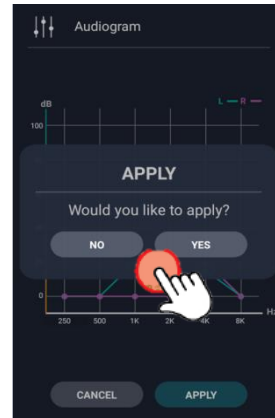 Audiogram
dB
L R
100
APPLY
Would you like to apply?
NO YES
0
250 500 1K 2K 4K 8K
CANCEL APPLY